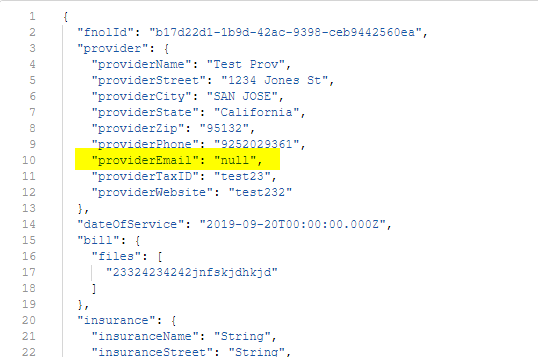 1 {
2 "fnolId": "b17d22d1-1b9d-42ac-9398-ceb9442560ea",
3 "provider": {
4 "providerName": "Test Prov",
5 "providerStreet": "1234 Jones St",
6 "providerCity": "SAN JOSE",
7 "providerState": "California",
8 "providerZip": "95132",
9 "providerPhone": "9252029361",
10 "providerEmail": "null",
11 "providerTaxID": "test23",
12 "providerWebsite": "test232"
13 },
14 "dateOfService": "2019-09-20T00:00:00.000Z",
15 "bill": {
16 "files": [
17 "23324234242jnfskjdhkjd"
18 ]
19 },
20 "insurance": {
21 "insuranceName": "String",
22 "insuranceStreet": "String",